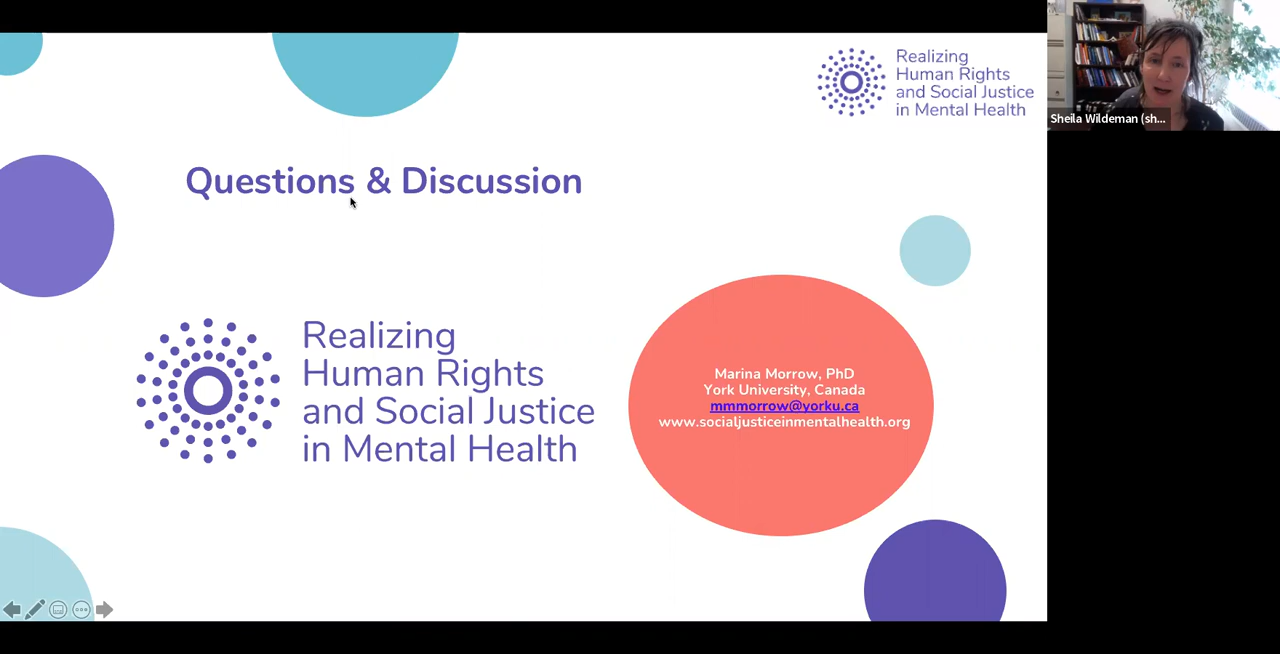 Realizing
Human Rights
and Social Justice
in Mental Health
Sheila Wildeman (sh...
Questions & Discussion
Realizing
Human Rights
and Social Justice
in Mental Health
Marina Morrow, PhD
York University, Canada
mmmorrow@yorku.ca
www.socialjusticeinmentalhealth.org